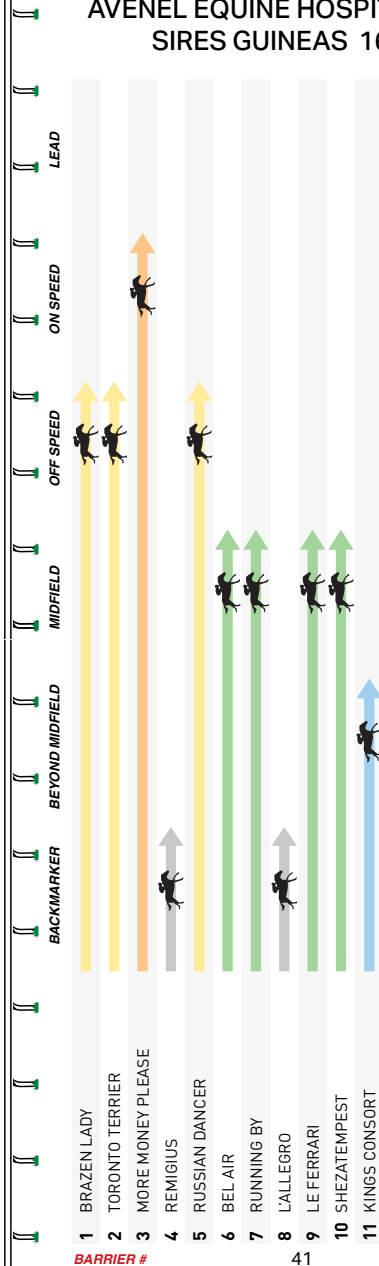 AVENEL EQUINE HOSPI
SIRES GUINEAS 16
LEAD
ON SPEED
OFF SPEED
MIDFIELD
BEYOND MIDFIELD
BACKMARKER
1 BRAZEN LADY
2 TORONTO TERRIER
3 MORE MONEY PLEASE
4 REMIGIUS
5 RUSSIAN DANCER
6 BEL AIR
7 RUNNING BY
8 L'ALLEGRO
9 LE FERRARI
10 SHEZATEMPEST
11 KINGS CONSORT
BARRIER #
41